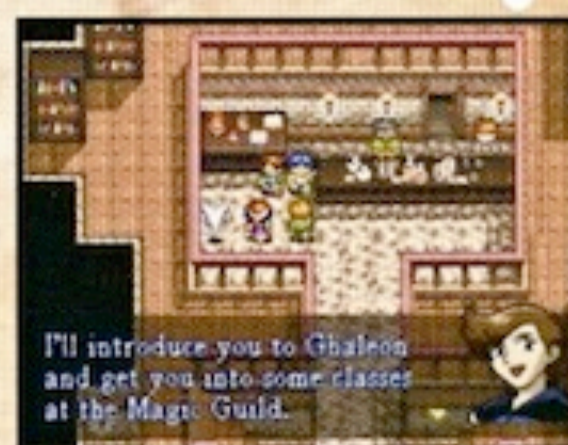 I'll introduce you to Ghaleon
and get you into some classes
at the Magic Guild.